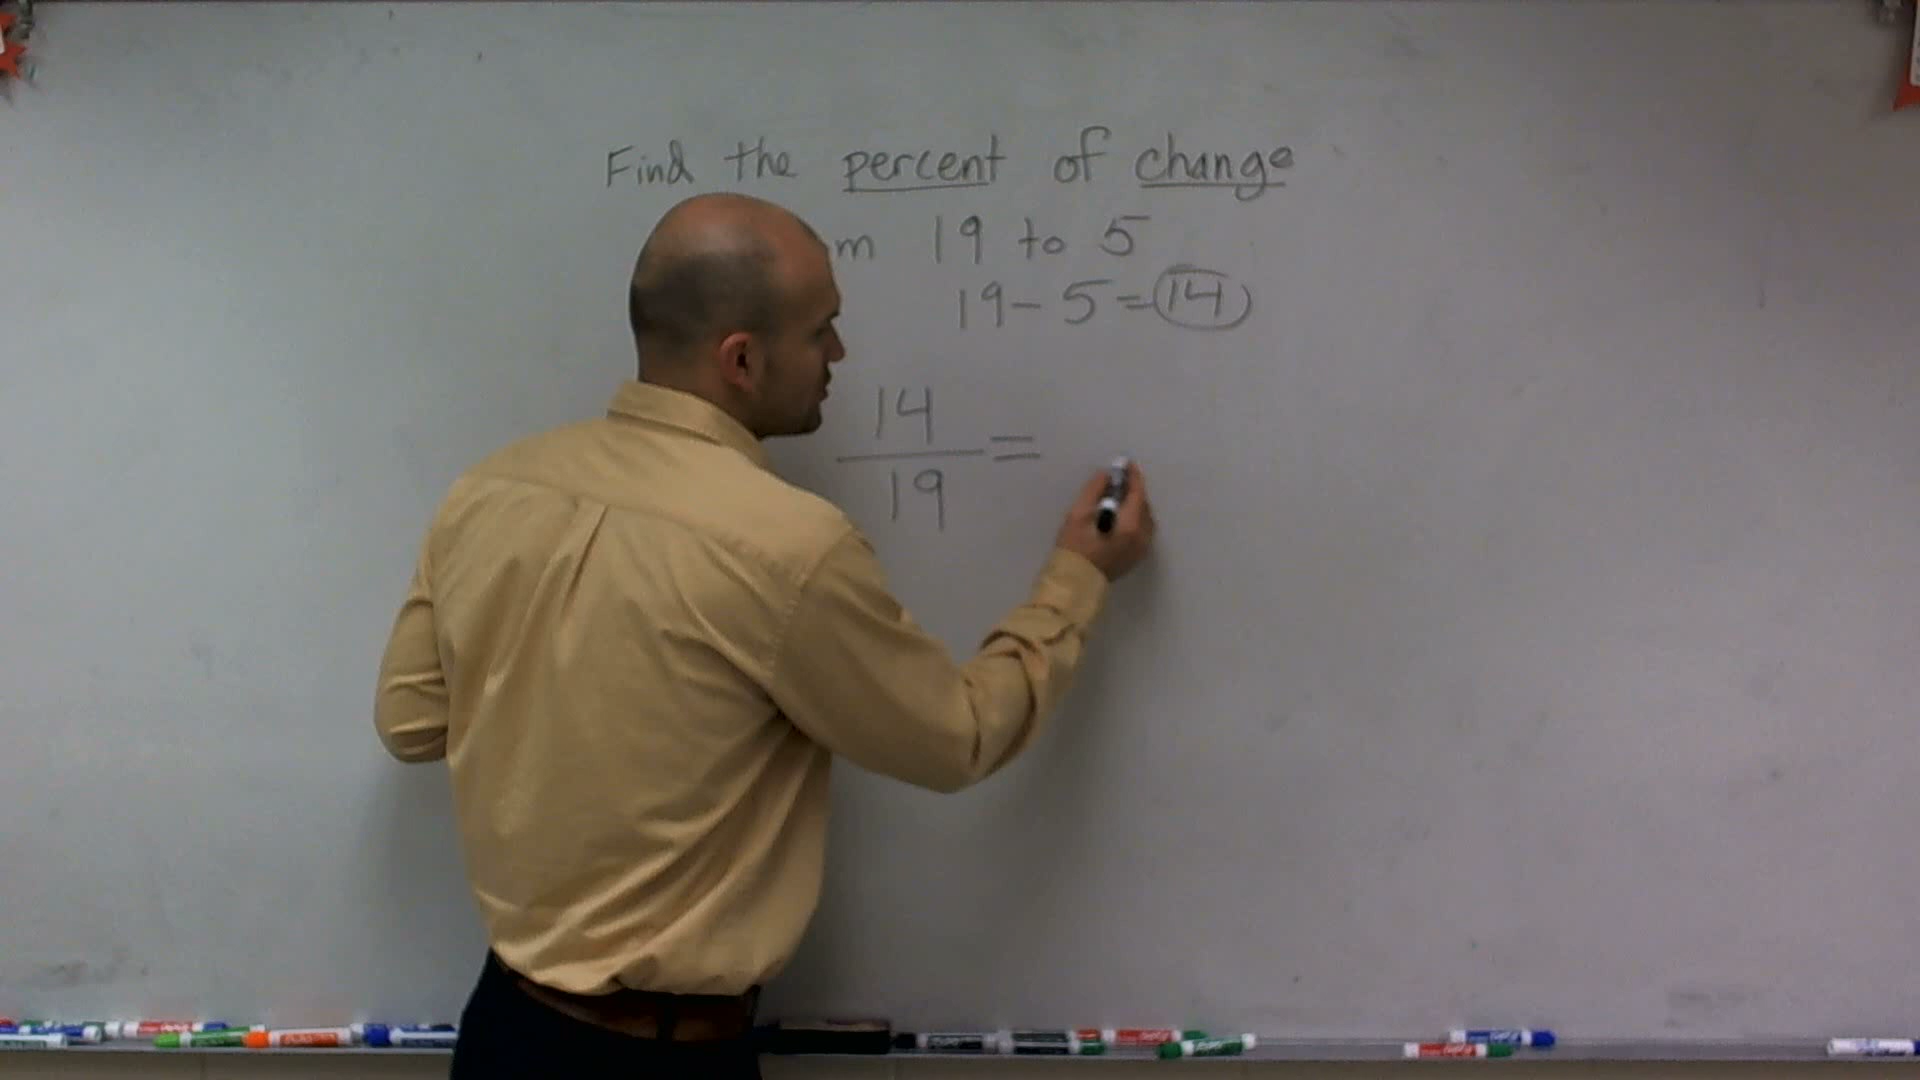 Find the percent of change
m 19 to 5
19 - 5 = 14
14
19 =